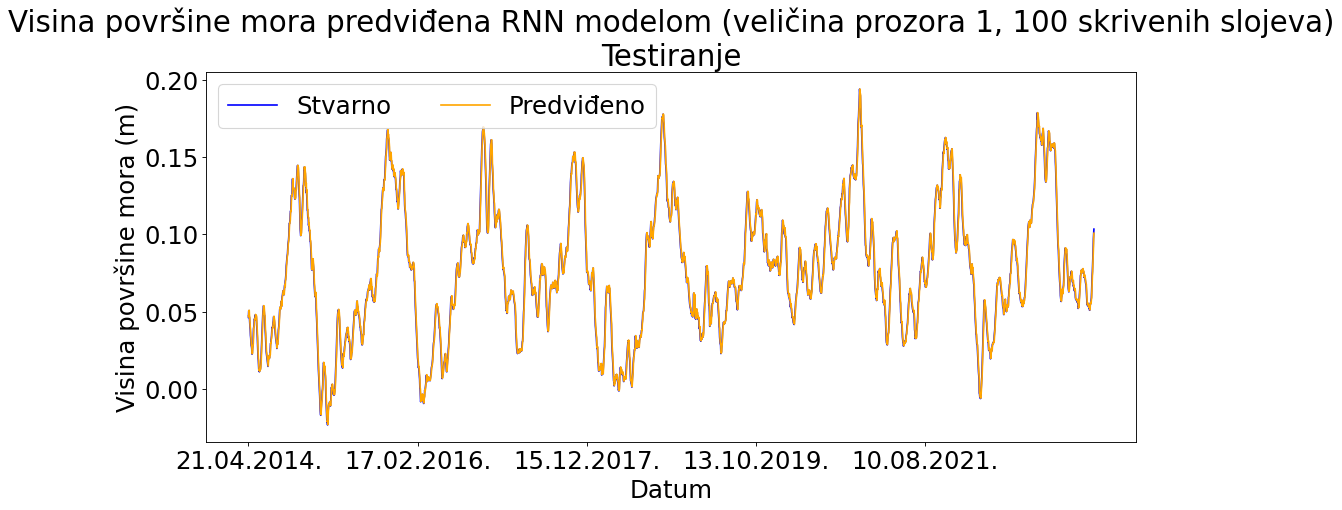 Visina površine mora predviđena RNN modelom (veličina prozora 1, 100 skrivenih slojeva)
Testiranje
Stvarno Predviđeno
Visina površine mora (m)
0.20
0.15
0.10
0.05
0.00
21.04.2014. 17.02.2016. 15.12.2017. 13.10.2019. 10.08.2021.
Datum